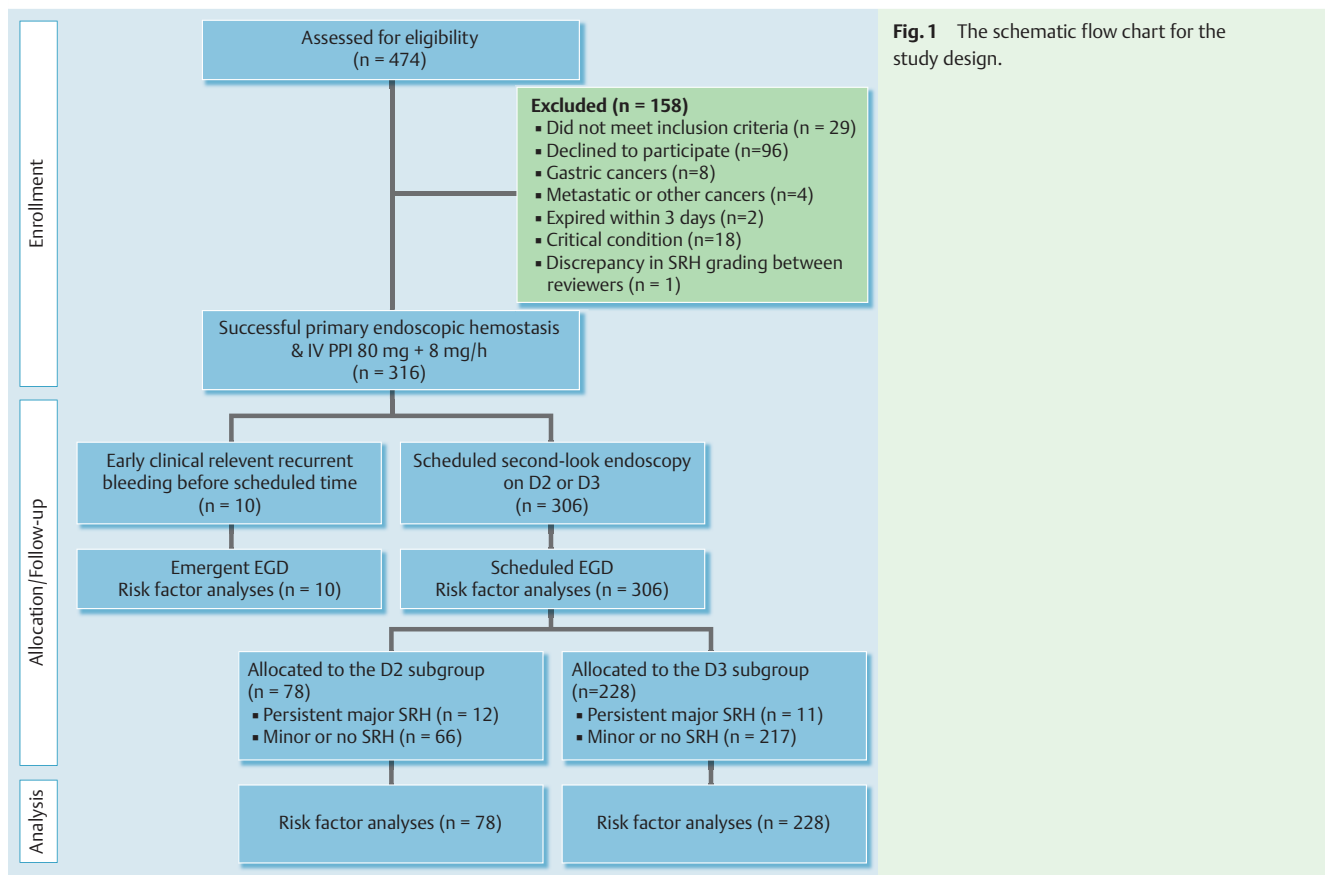 Assessed for eligibility
(n = 474)
Excluded (n = 158)
▪ Did not meet inclusion criteria (n = 29)
▪ Declined to participate (n=96)
▪ Gastric cancers (n=8)
▪ Metastatic or other cancers (n=4)
▪ Expired within 3 days (n=2)
▪ Critical condition (n=18)
▪ Discrepancy in SRH grading between
reviewers (n = 1)
Successful primary endoscopic hemostasis
& IV PPI 80 mg + 8 mg/h
(n = 316)
Enrollment
Early clinical relevent recurrent
bleeding before scheduled time
(n = 10)
Scheduled second-look endoscopy
on D2 or D3
(n = 306)
Emergent EGD
Risk factor analyses (n = 10)
Scheduled EGD
Risk factor analyses (n = 306)
Allocation/Follow-up
Allocated to the D2 subgroup
(n = 78)
▪ Persistent major SRH (n = 12)
▪ Minor or no SRH (n = 66)
Allocated to the D3 subgroup
(n=228)
▪ Persistent major SRH (n = 11)
▪ Minor or no SRH (n = 217)
Analysis
Risk factor analyses (n = 78)
Risk factor analyses (n = 228)
Fig. 1 The schematic flow chart for the
study design.